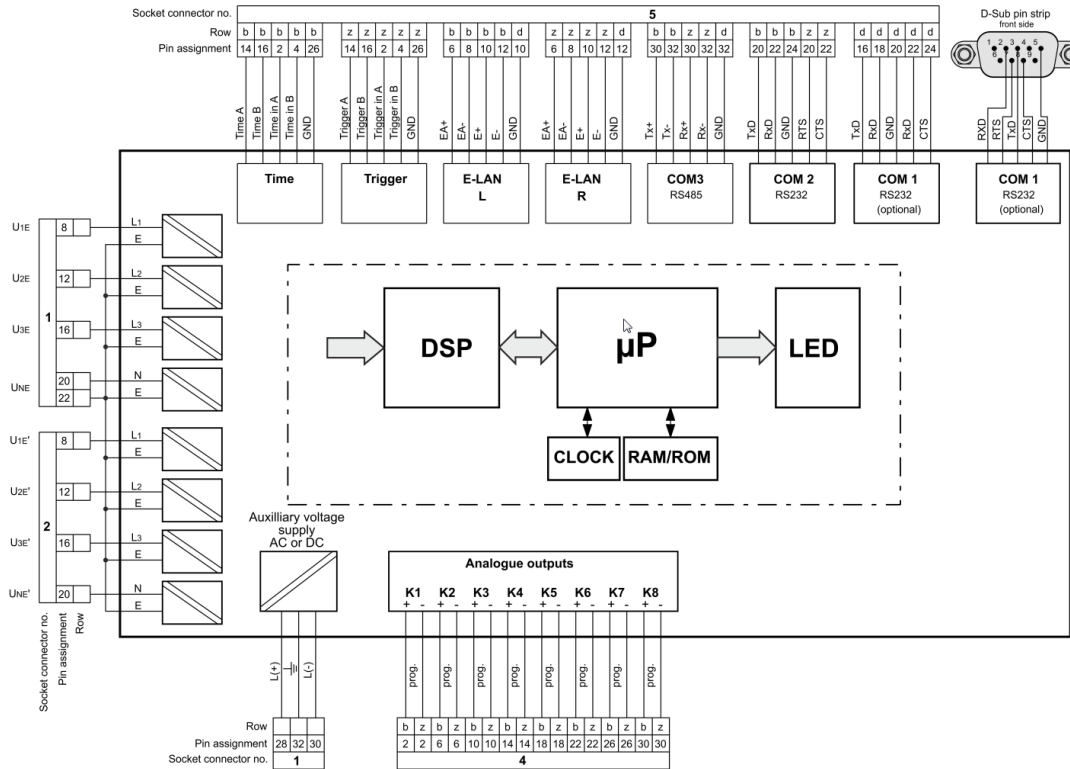 Socket connector no. 5
Row b b b b b z z z z z b b b b d z z z z d b b z z d b b b z z d d d d d
Pin assignment 14 16 2 4 26 14 16 2 4 26 6 8 10 12 10 6 8 10 12 12 30 32 30 32 32 20 22 24 20 22 16 18 20 22 24
D-Sub pin strip
front side
1 2 3 4 5
6 7 8 9
Time A
Time B
Time in A
Time in B
GND
Trigger A
Trigger B
Trigger in A
Trigger in B
GND
EA+
EA-
E+
E-
GND
EA+
EA-
E+
E-
GND
Tx+
Tx-
Rx+
Rx-
GND
TxD
RxD
GND
RTS
CTS
TxD
RxD
GND
RxD
CTS
RXD
RTS
TxD
CTS
GND
Time
Trigger
E-LAN
L
E-LAN
R
COM3
RS485
COM 2
RS232
COM 1
RS232
(optional)
COM 1
RS232
(optional)
U1E 8 L1
E
U2E 12 L2
E
1
U3E 16 L3
E
UNE 20 N
22 E
U1E' 8 L1
E
U2E' 12 L2
E
2
U3E' 16 L3
E
UNE' 20 N
E
Socket connector no.
Pin assignment
Row
DSP
µP
LED
CLOCK
RAM/ROM
Auxilliary voltage
supply
AC or DC
L(+)
L(-)
Row
Pin assignment 28 32 30
Socket connector no. 1
Analogue outputs
K1 K2 K3 K4 K5 K6 K7 K8
+ - + - + - + - + - + - + - + -
prog. prog. prog. prog. prog. prog. prog. prog.
b z b z b z b z b z b z b z b z
2 2 6 6 10 10 14 14 18 18 22 22 26 26 30 30
4